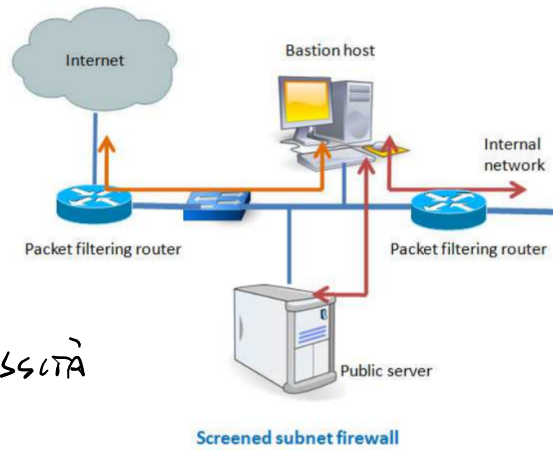 Internet
Bastion host
Internal
network
Packet filtering router
Packet filtering router
Public server
Screened subnet firewall